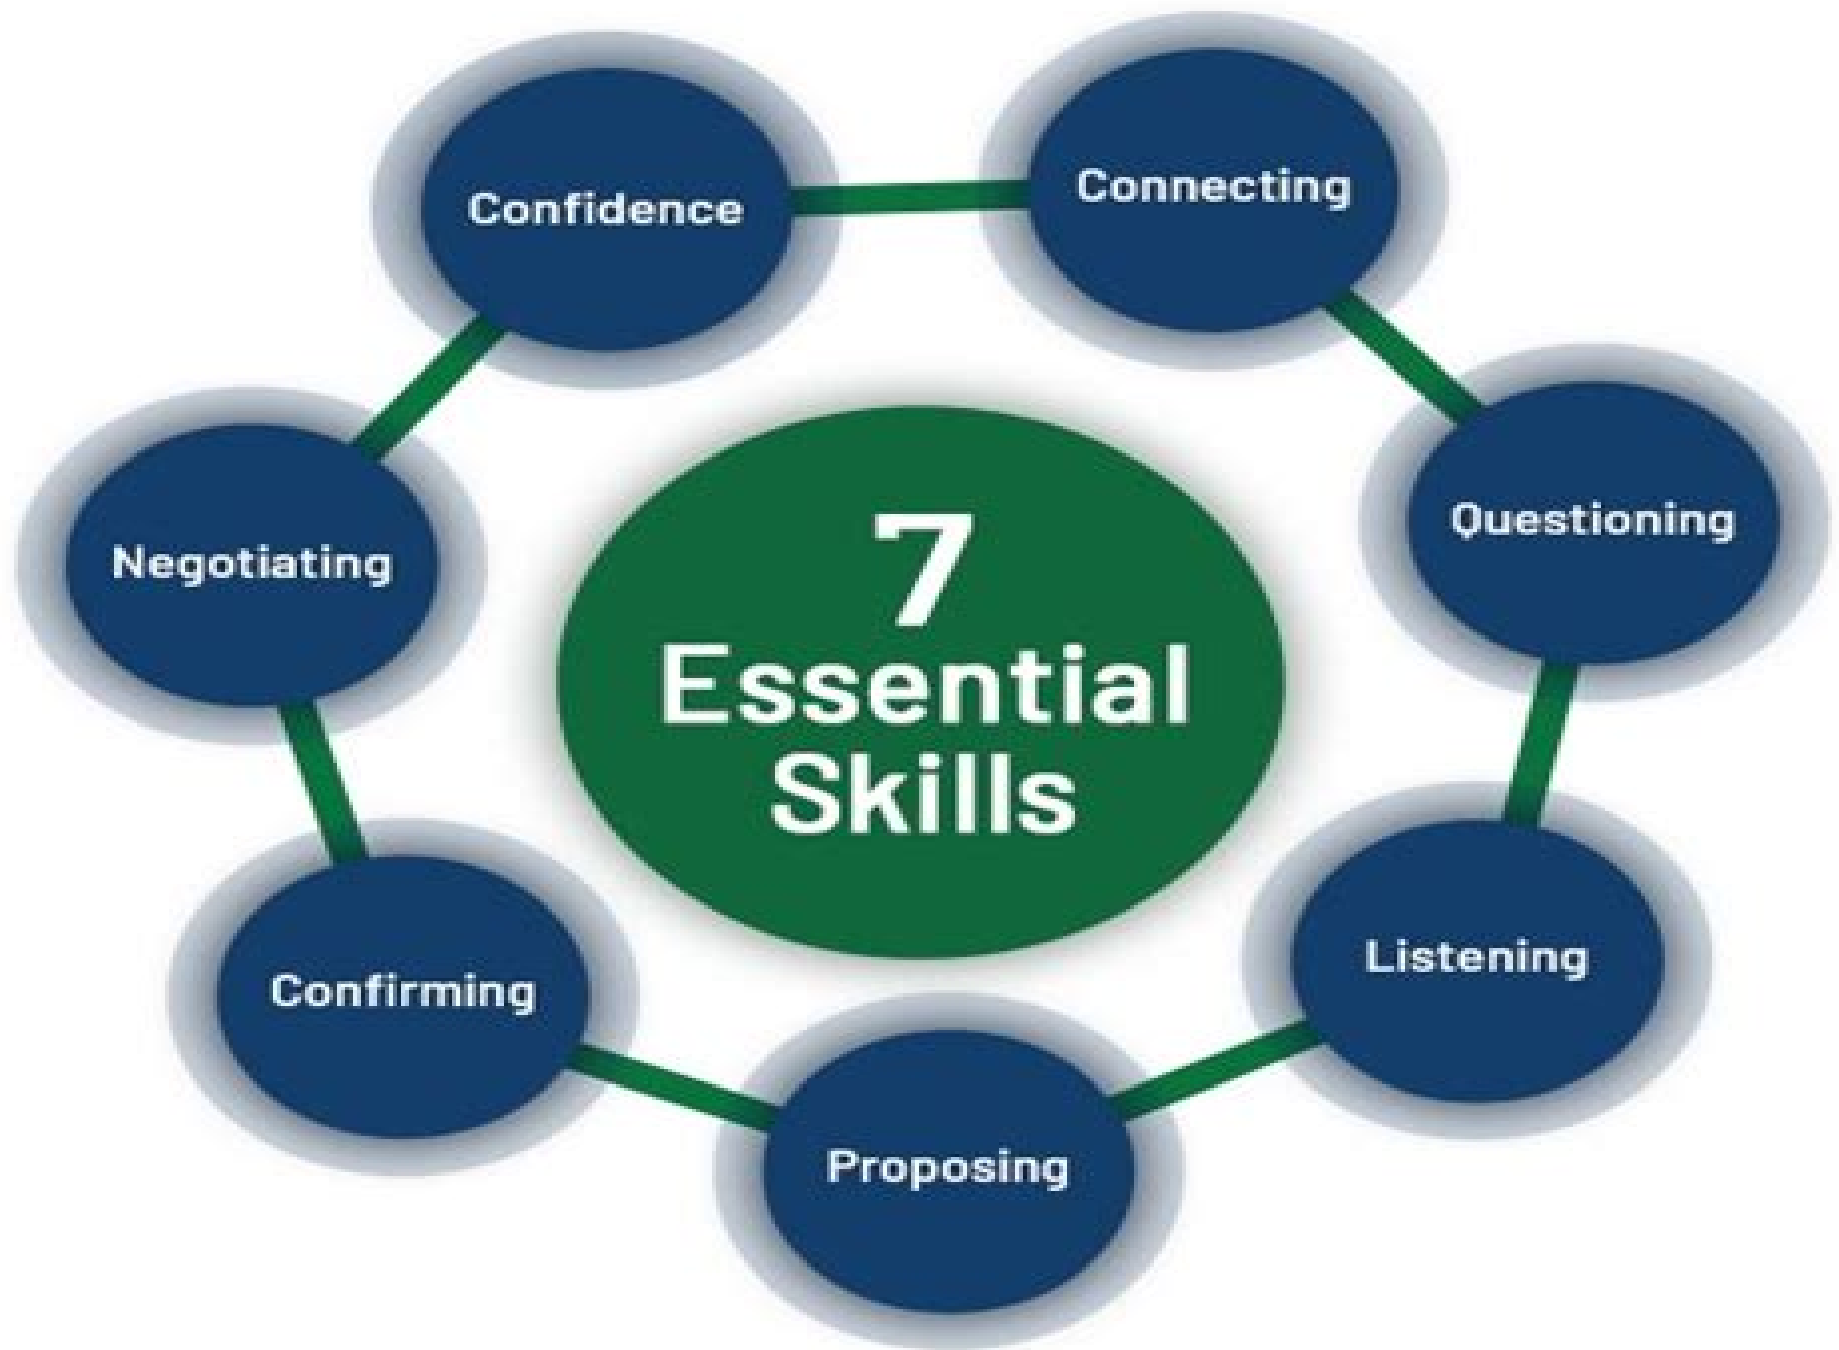 Confidence
Connecting
Questioning
Listening
Proposing
Confirming
Negotiating
7
Essential
Skills